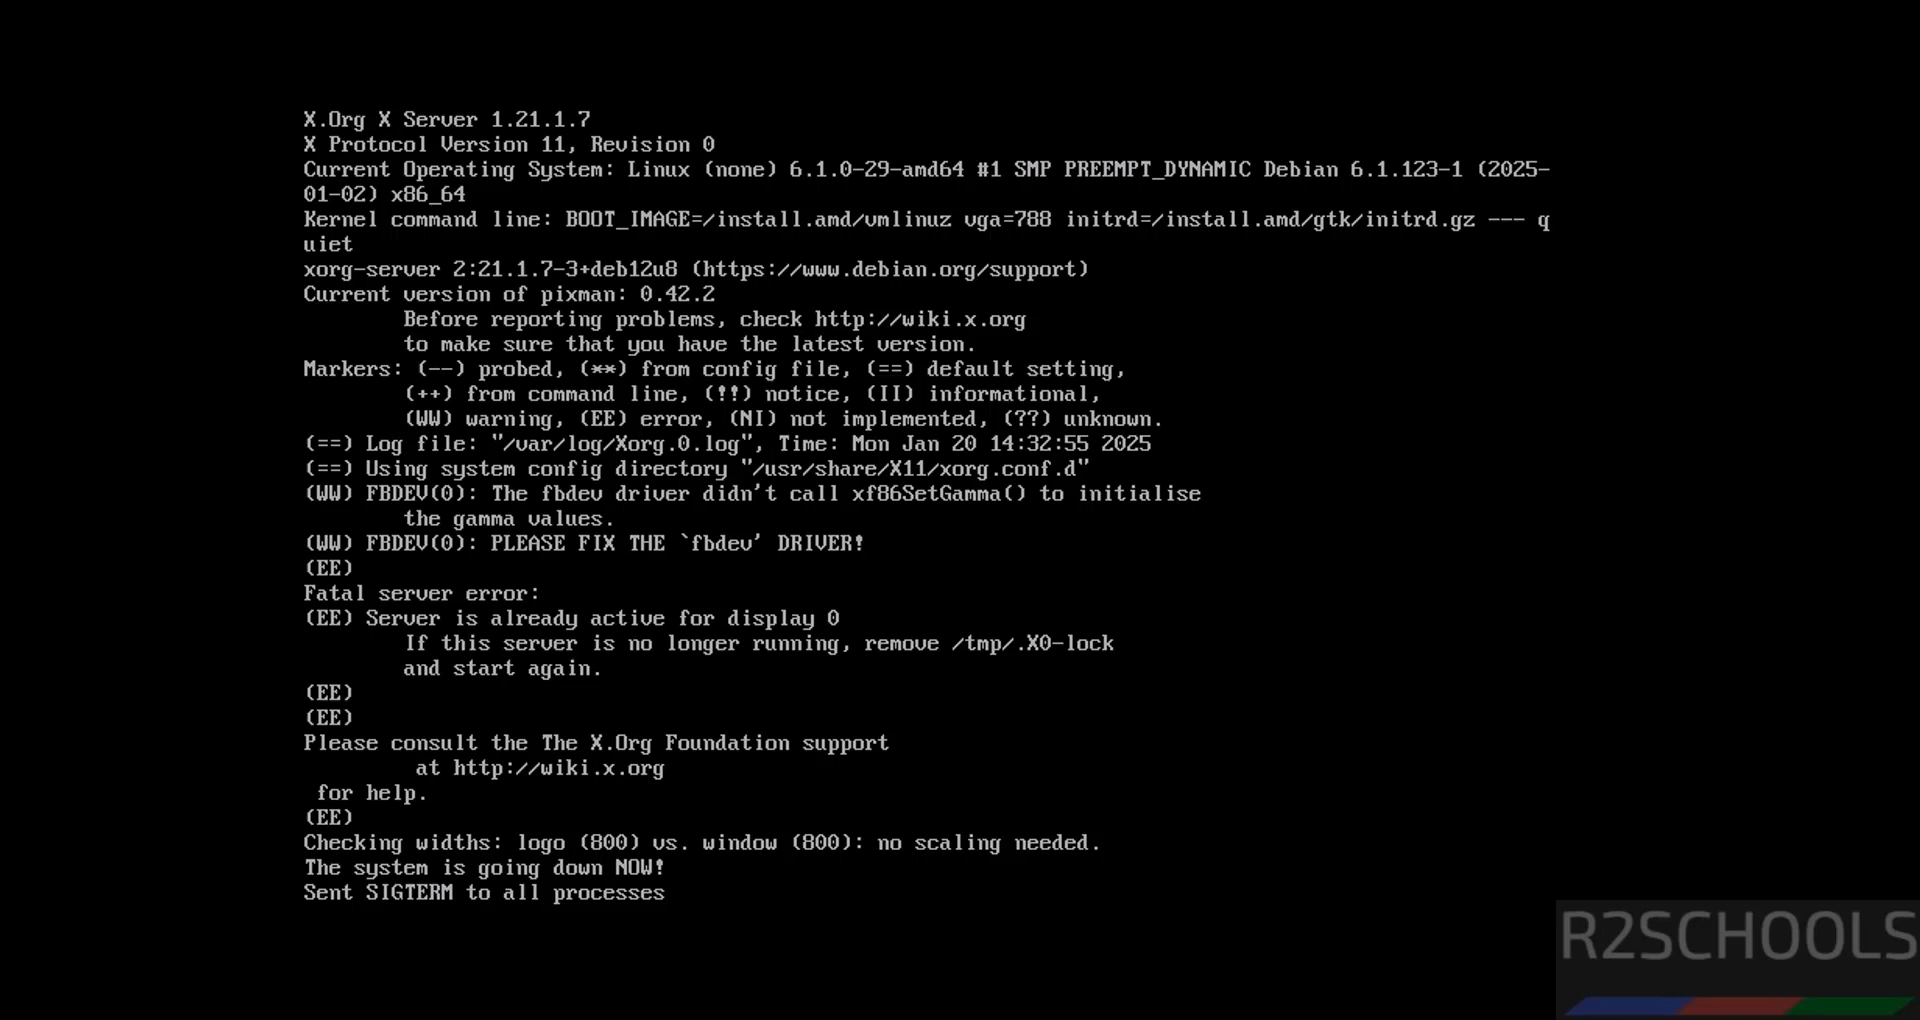 X.Org X Server 1.21.1.7
X Protocol Version 11, Revision 0
Current Operating System: Linux (none) 6.1.0-29-amd64 #1 SMP PREEMPT_DYNAMIC Debian 6.1.123-1 (2025-
01-02) x86_64
Kernel command line: BOOT_IMAGE=/install.amd/vmlinuz vga=788 initrd=/install.amd/gtk/initrd.gz --- q
uiet
xorg-server 2:21.1.7-3+deb12u8 (https://www.debian.org/support)
Current version of pixman: 0.42.2
Before reporting problems, check http://wiki.x.org
to make sure that you have the latest version.
Markers: (--) probed, (**) from config file, (==) default setting,
(++) from command line, (!!) notice, (II) informational,
(WW) warning, (EE) error, (NI) not implemented, (??) unknown.
(==) Log file: "/var/log/Xorg.0.log", Time: Mon Jan 20 14:32:55 2025
(==) Using system config directory "/usr/share/X11/xorg.conf.d"
(WW) FBDEV(0): The fbdev driver didn't call xf86SetGamma() to initialise
the gamma values.
(WW) FBDEV(0): PLEASE FIX THE `fbdev' DRIVER!
(EE)
Fatal server error:
(EE) Server is already active for display 0
If this server is no longer running, remove /tmp/.X0-lock
and start again.
(EE)
(EE)
Please consult the The X.Org Foundation support
at http://wiki.x.org
for help.
(EE)
Checking widths: logo (800) vs. window (800): no scaling needed.
The system is going down NOW!
Sent SIGTERM to all processes
R2SCHOOLS